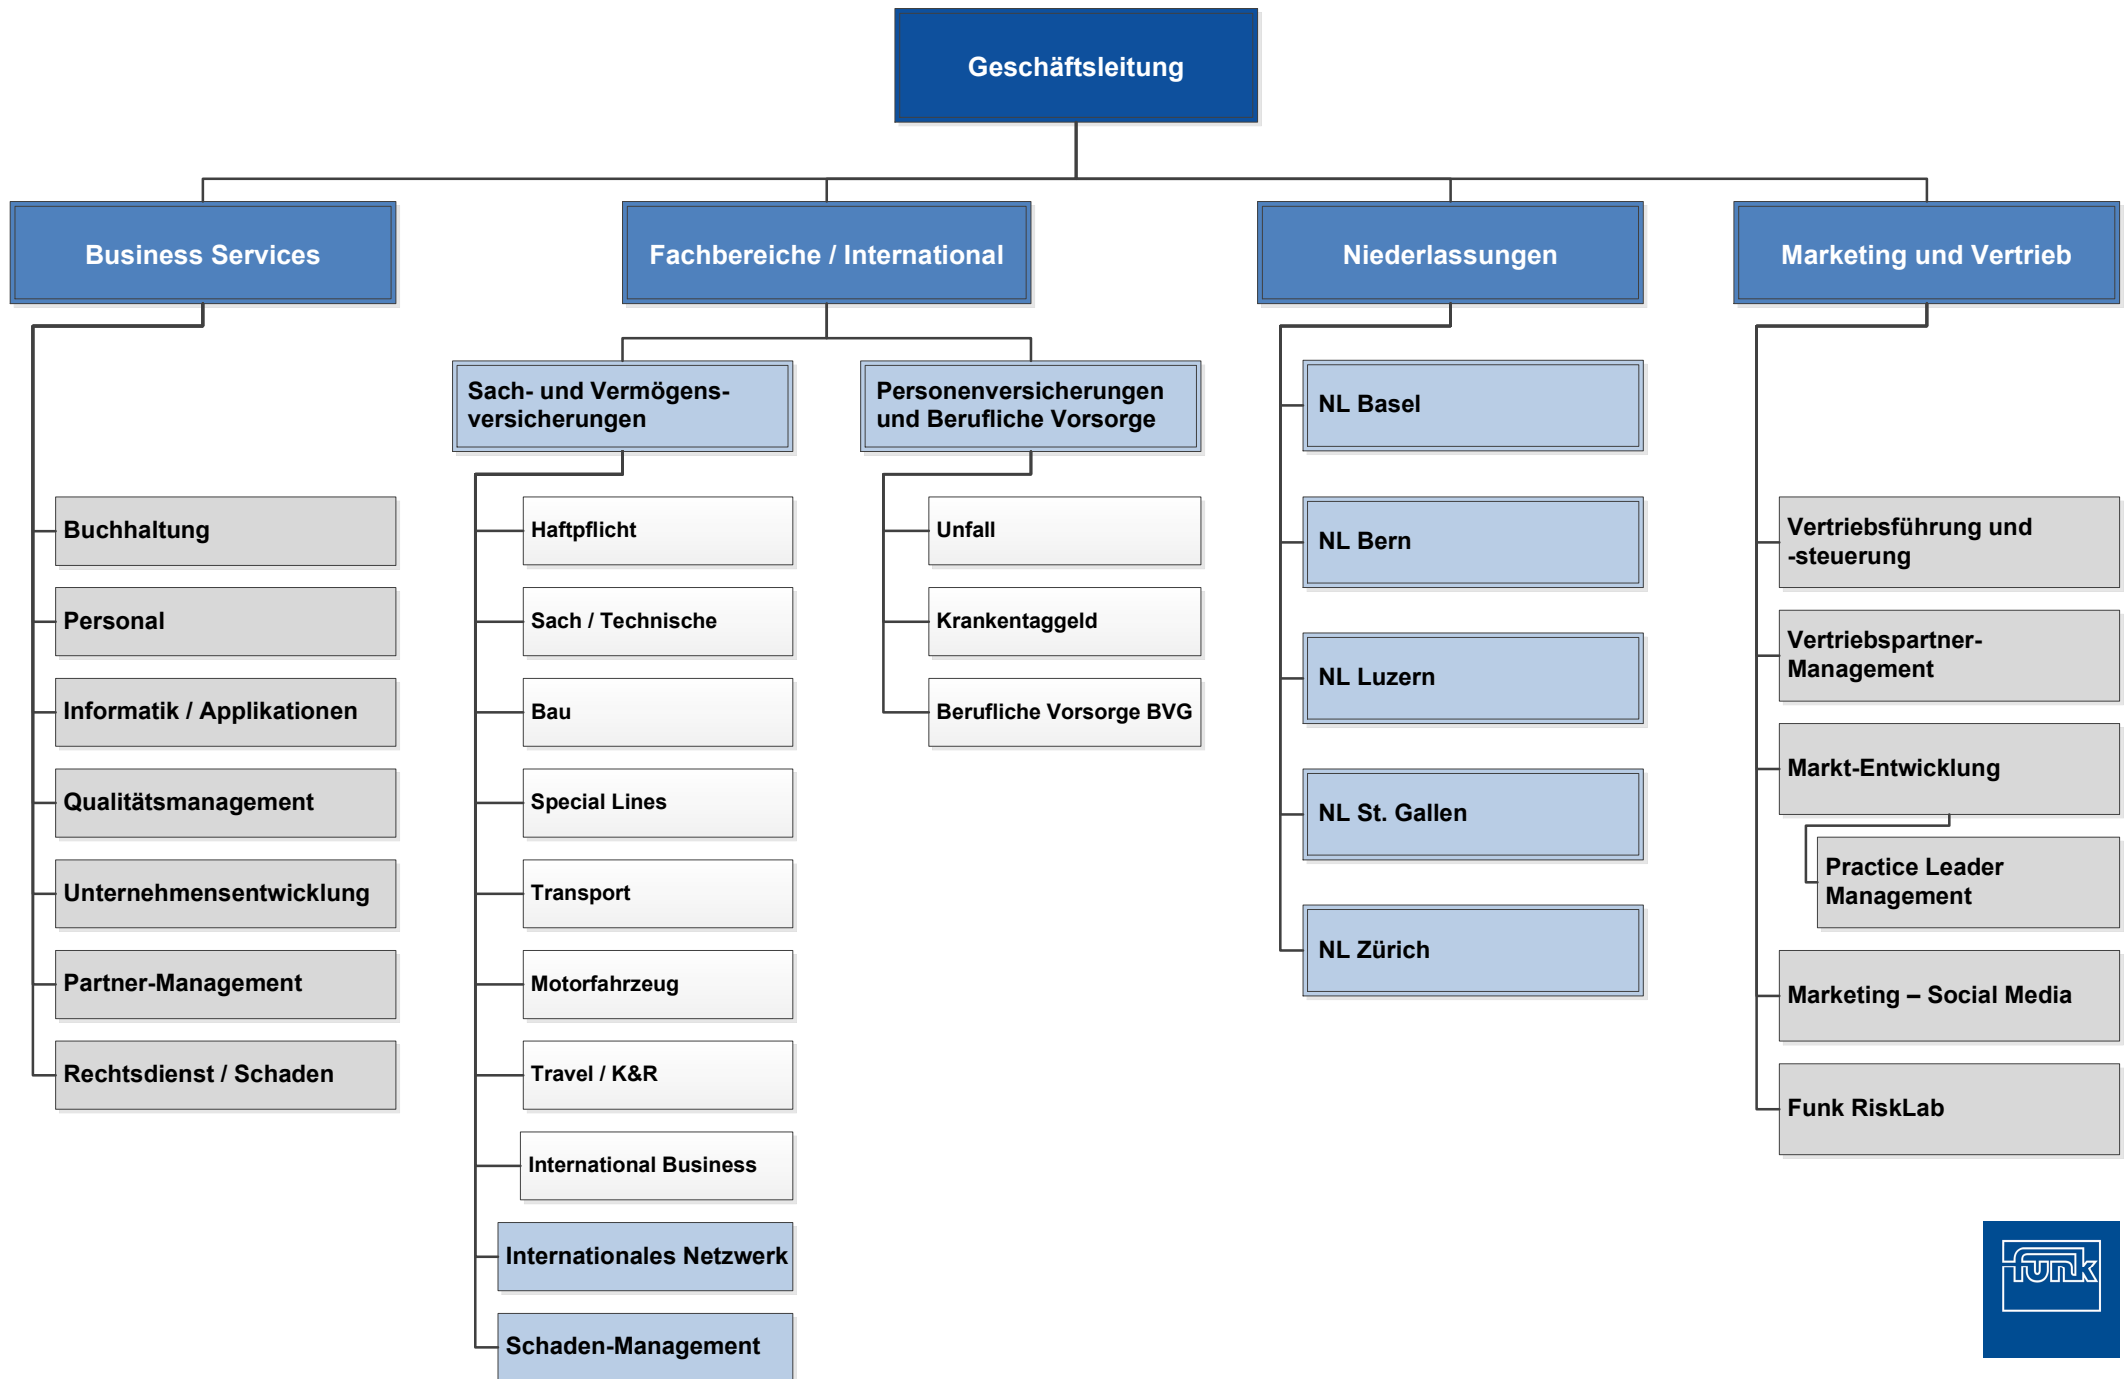 Geschäftsleitung
Business Services
Fachbereiche / International
Niederlassungen
Marketing und Vertrieb
Buchhaltung
Personal
Informatik / Applikationen
Qualitätsmanagement
Unternehmensentwicklung
Partner-Management
Rechtsdienst / Schaden
Sach- und Vermögens-
versicherungen
Haftpflicht
Sach / Technische
Bau
Special Lines
Transport
Motorfahrzeug
Travel / K&R
International Business
Internationales Netzwerk
Schaden-Management
Personenversicherungen
und Berufliche Vorsorge
Unfall
Krankentaggeld
Berufliche Vorsorge BVG
NL Basel
NL Bern
NL Luzern
NL St. Gallen
NL Zürich
Vertriebsführung und
-steuerung
Vertriebspartner-
Management
Markt-Entwicklung
Practice Leader
Management
Marketing – Social Media
Funk RiskLab
funk